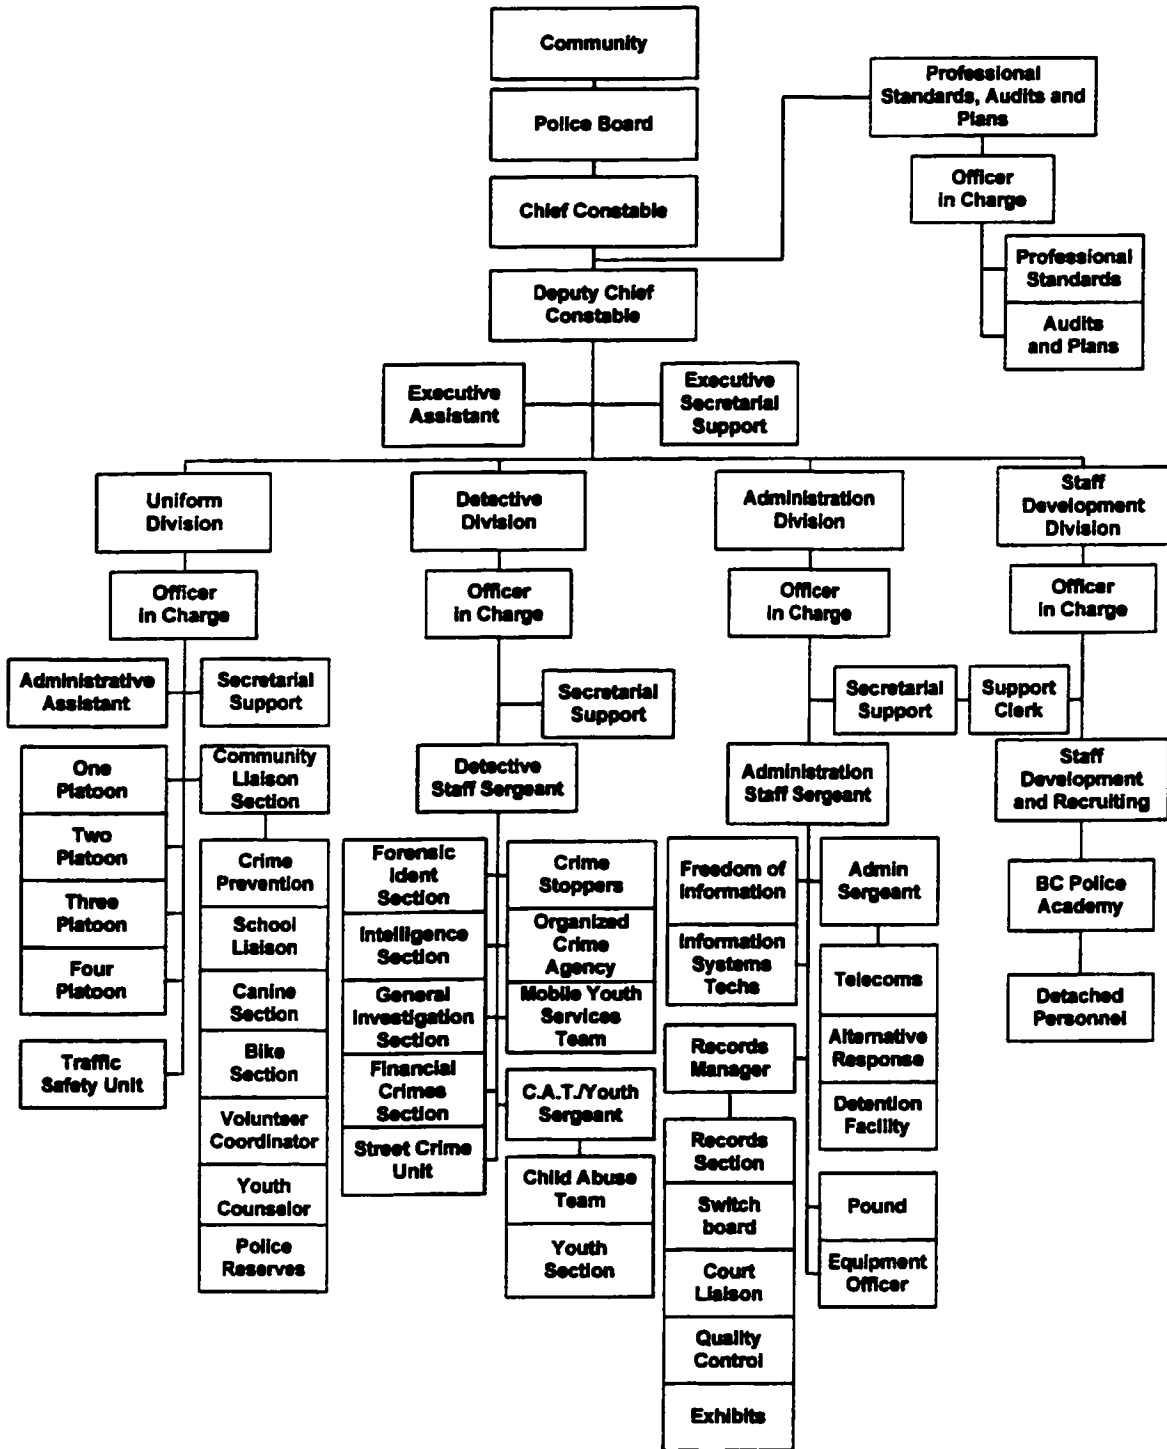 Community
Police Board
Chief Constable
Deputy Chief
Constable
Professional
Standards, Audits and
Plans
Officer
in Charge
Professional
Standards
Audits
and Plans
Executive
Assistant
Executive
Secretarial
Support
Uniform
Division
Officer
in Charge
Administrative
Assistant
Secretarial
Support
One
Platoon
Two
Platoon
Three
Platoon
Four
Platoon
Traffic
Safety Unit
Community
Liaison
Section
Crime
Prevention
School
Liaison
Canine
Section
Bike
Section
Volunteer
Coordinator
Youth
Counselor
Police
Reserves
Detective
Division
Officer
in Charge
Secretarial
Support
Detective
Staff Sergeant
Forensic
Ident
Section
Intelligence
Section
General
Investigation
Section
Financial
Crimes
Section
Street Crime
Unit
Crime
Stoppers
Organized
Crime
Agency
Mobile Youth
Services
Team
C.A.T./Youth
Sergeant
Child Abuse
Team
Youth
Section
Administration
Division
Officer
in Charge
Secretarial
Support
Administration
Staff Sergeant
Freedom of
Information
Information
Systems
Techs
Records
Manager
Records
Section
Switch
board
Court
Liaison
Quality
Control
Exhibits
Admin
Sergeant
Telecoms
Alternative
Response
Detention
Facility
Pound
Equipment
Officer
Staff
Development
Division
Officer
in Charge
Support
Clerk
Staff
Development
and Recruiting
BC Police
Academy
Detached
Personnel